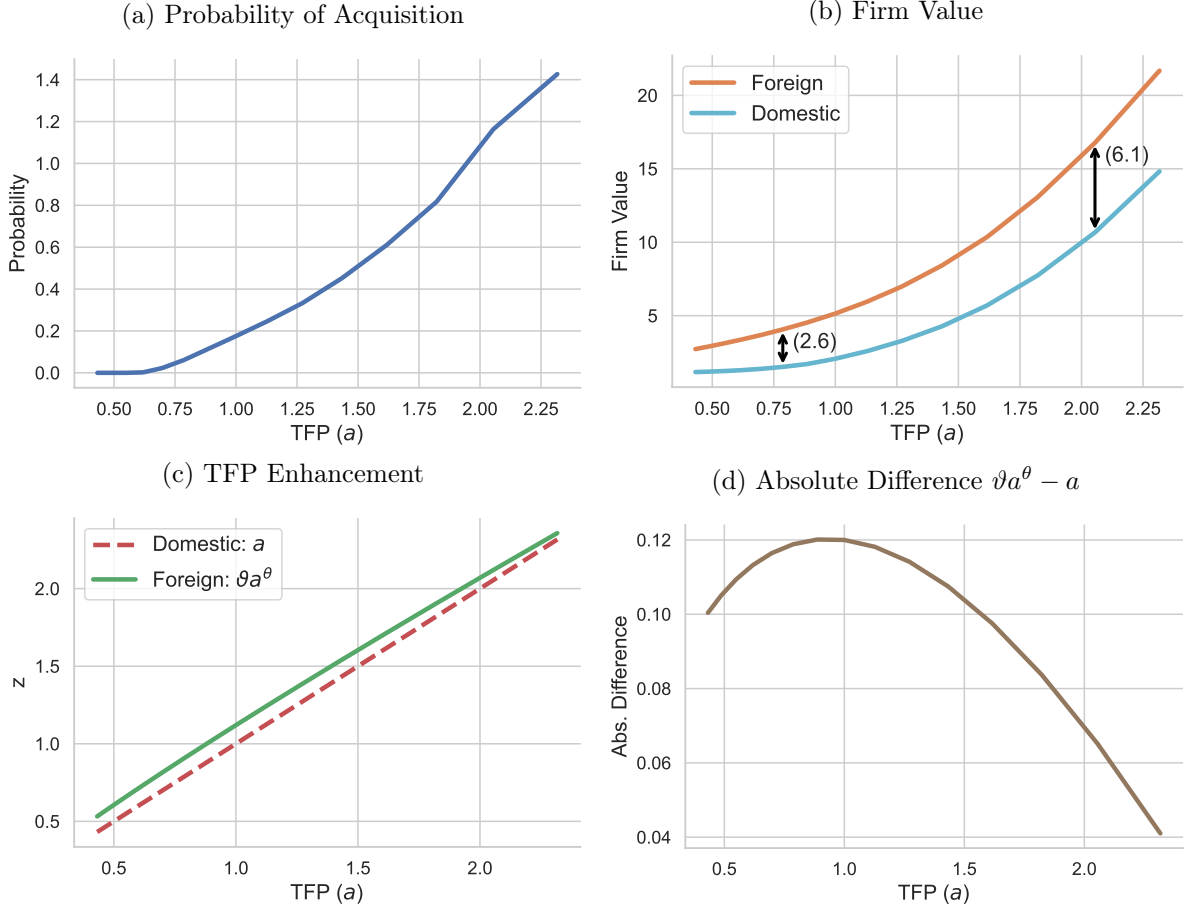 (a) Probability of Acquisition
Probability
1.4
1.2
1.0
0.8
0.6
0.4
0.2
0.0
0.50 0.75 1.00 1.25 1.50 1.75 2.00 2.25
TFP (a)
(b) Firm Value
Firm Value
20
15
10
5
Foreign
Domestic
(6.1)
(2.6)
0.50 0.75 1.00 1.25 1.50 1.75 2.00 2.25
TFP (a)
(c) TFP Enhancement
z
2.0
1.5
1.0
0.5
Domestic: a
Foreign: ϑa^θ
0.5 1.0 1.5 2.0
TFP (a)
(d) Absolute Difference ϑa^θ − a
Abs. Difference
0.12
0.10
0.08
0.06
0.04
0.5 1.0 1.5 2.0
TFP (a)